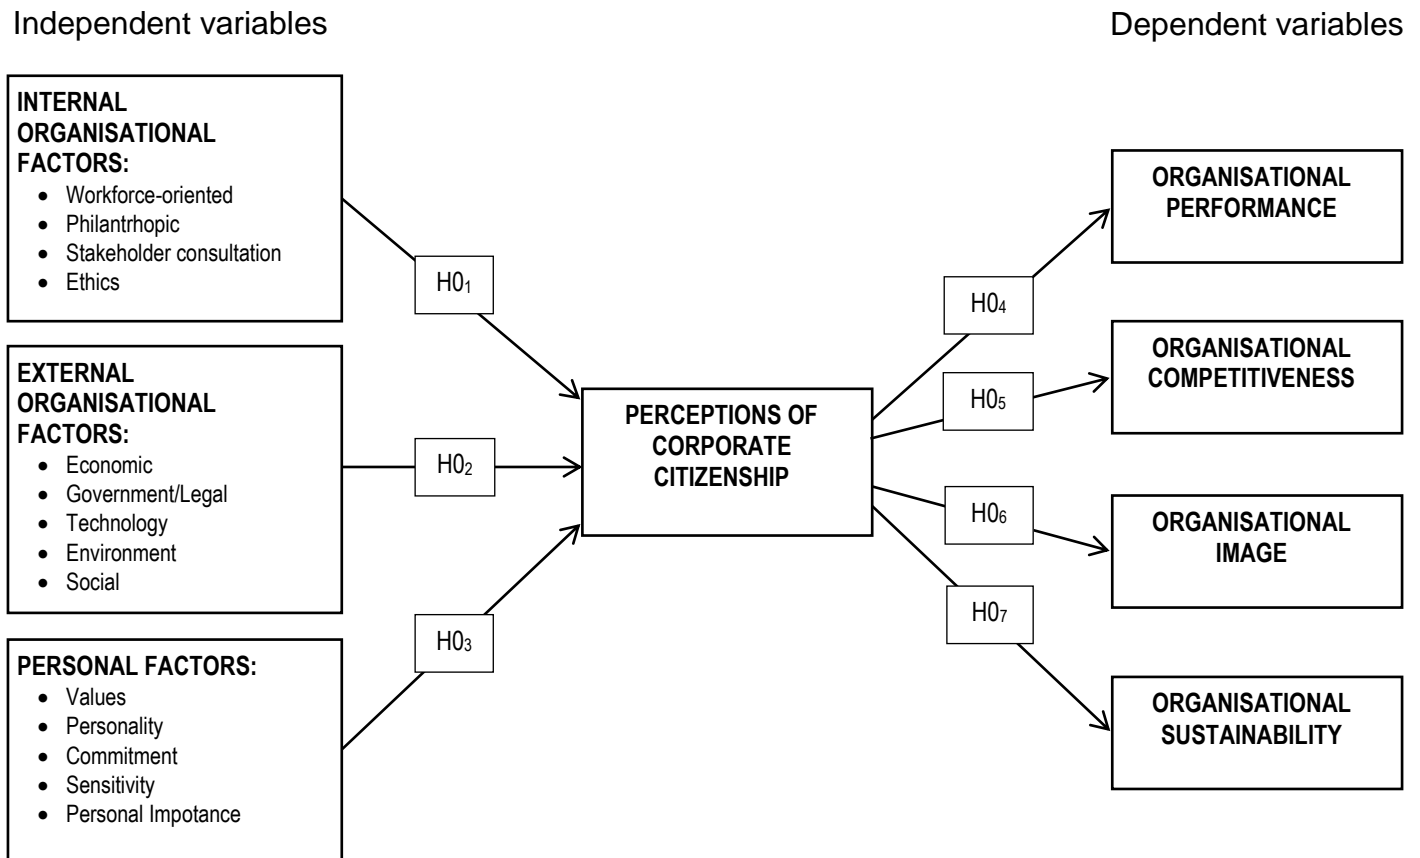 Independent variables
Dependent variables
INTERNAL
ORGANISATIONAL
FACTORS:
• Workforce-oriented
• Philantrhopic
• Stakeholder consultation
• Ethics
EXTERNAL
ORGANISATIONAL
FACTORS:
• Economic
• Government/Legal
• Technology
• Environment
• Social
PERSONAL FACTORS:
• Values
• Personality
• Commitment
• Sensitivity
• Personal Impotance
H0₁
H0₂
H0₃
PERCEPTIONS OF
CORPORATE
CITIZENSHIP
H0₄
H0₅
H0₆
H0₇
ORGANISATIONAL
PERFORMANCE
ORGANISATIONAL
COMPETITIVENESS
ORGANISATIONAL
IMAGE
ORGANISATIONAL
SUSTAINABILITY